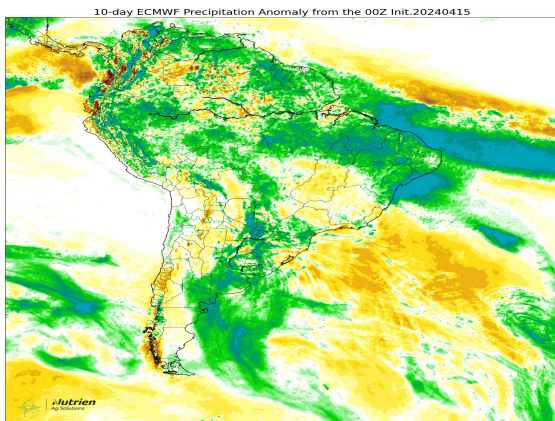 10-day ECMWF Precipitation Anomaly from the 00Z Init.20240415
Nutrien
Ag Solutions